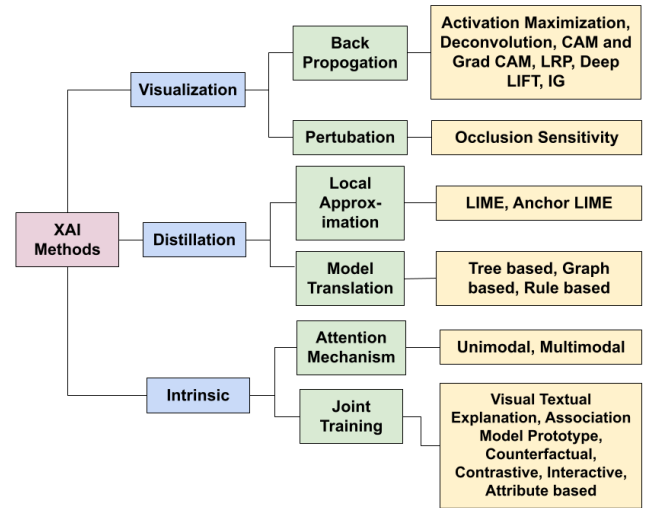 XAI
Methods
Visualization
Back
Propogation
Activation Maximization,
Deconvolution, CAM and
Grad CAM, LRP, Deep
LIFT, IG
Pertubation
Occlusion Sensitivity
Distillation
Local
Approx-
imation
LIME, Anchor LIME
Model
Translation
Tree based, Graph
based, Rule based
Intrinsic
Attention
Mechanism
Unimodal, Multimodal
Joint
Training
Visual Textual
Explanation, Association
Model Prototype,
Counterfactual,
Contrastive, Interactive,
Attribute based